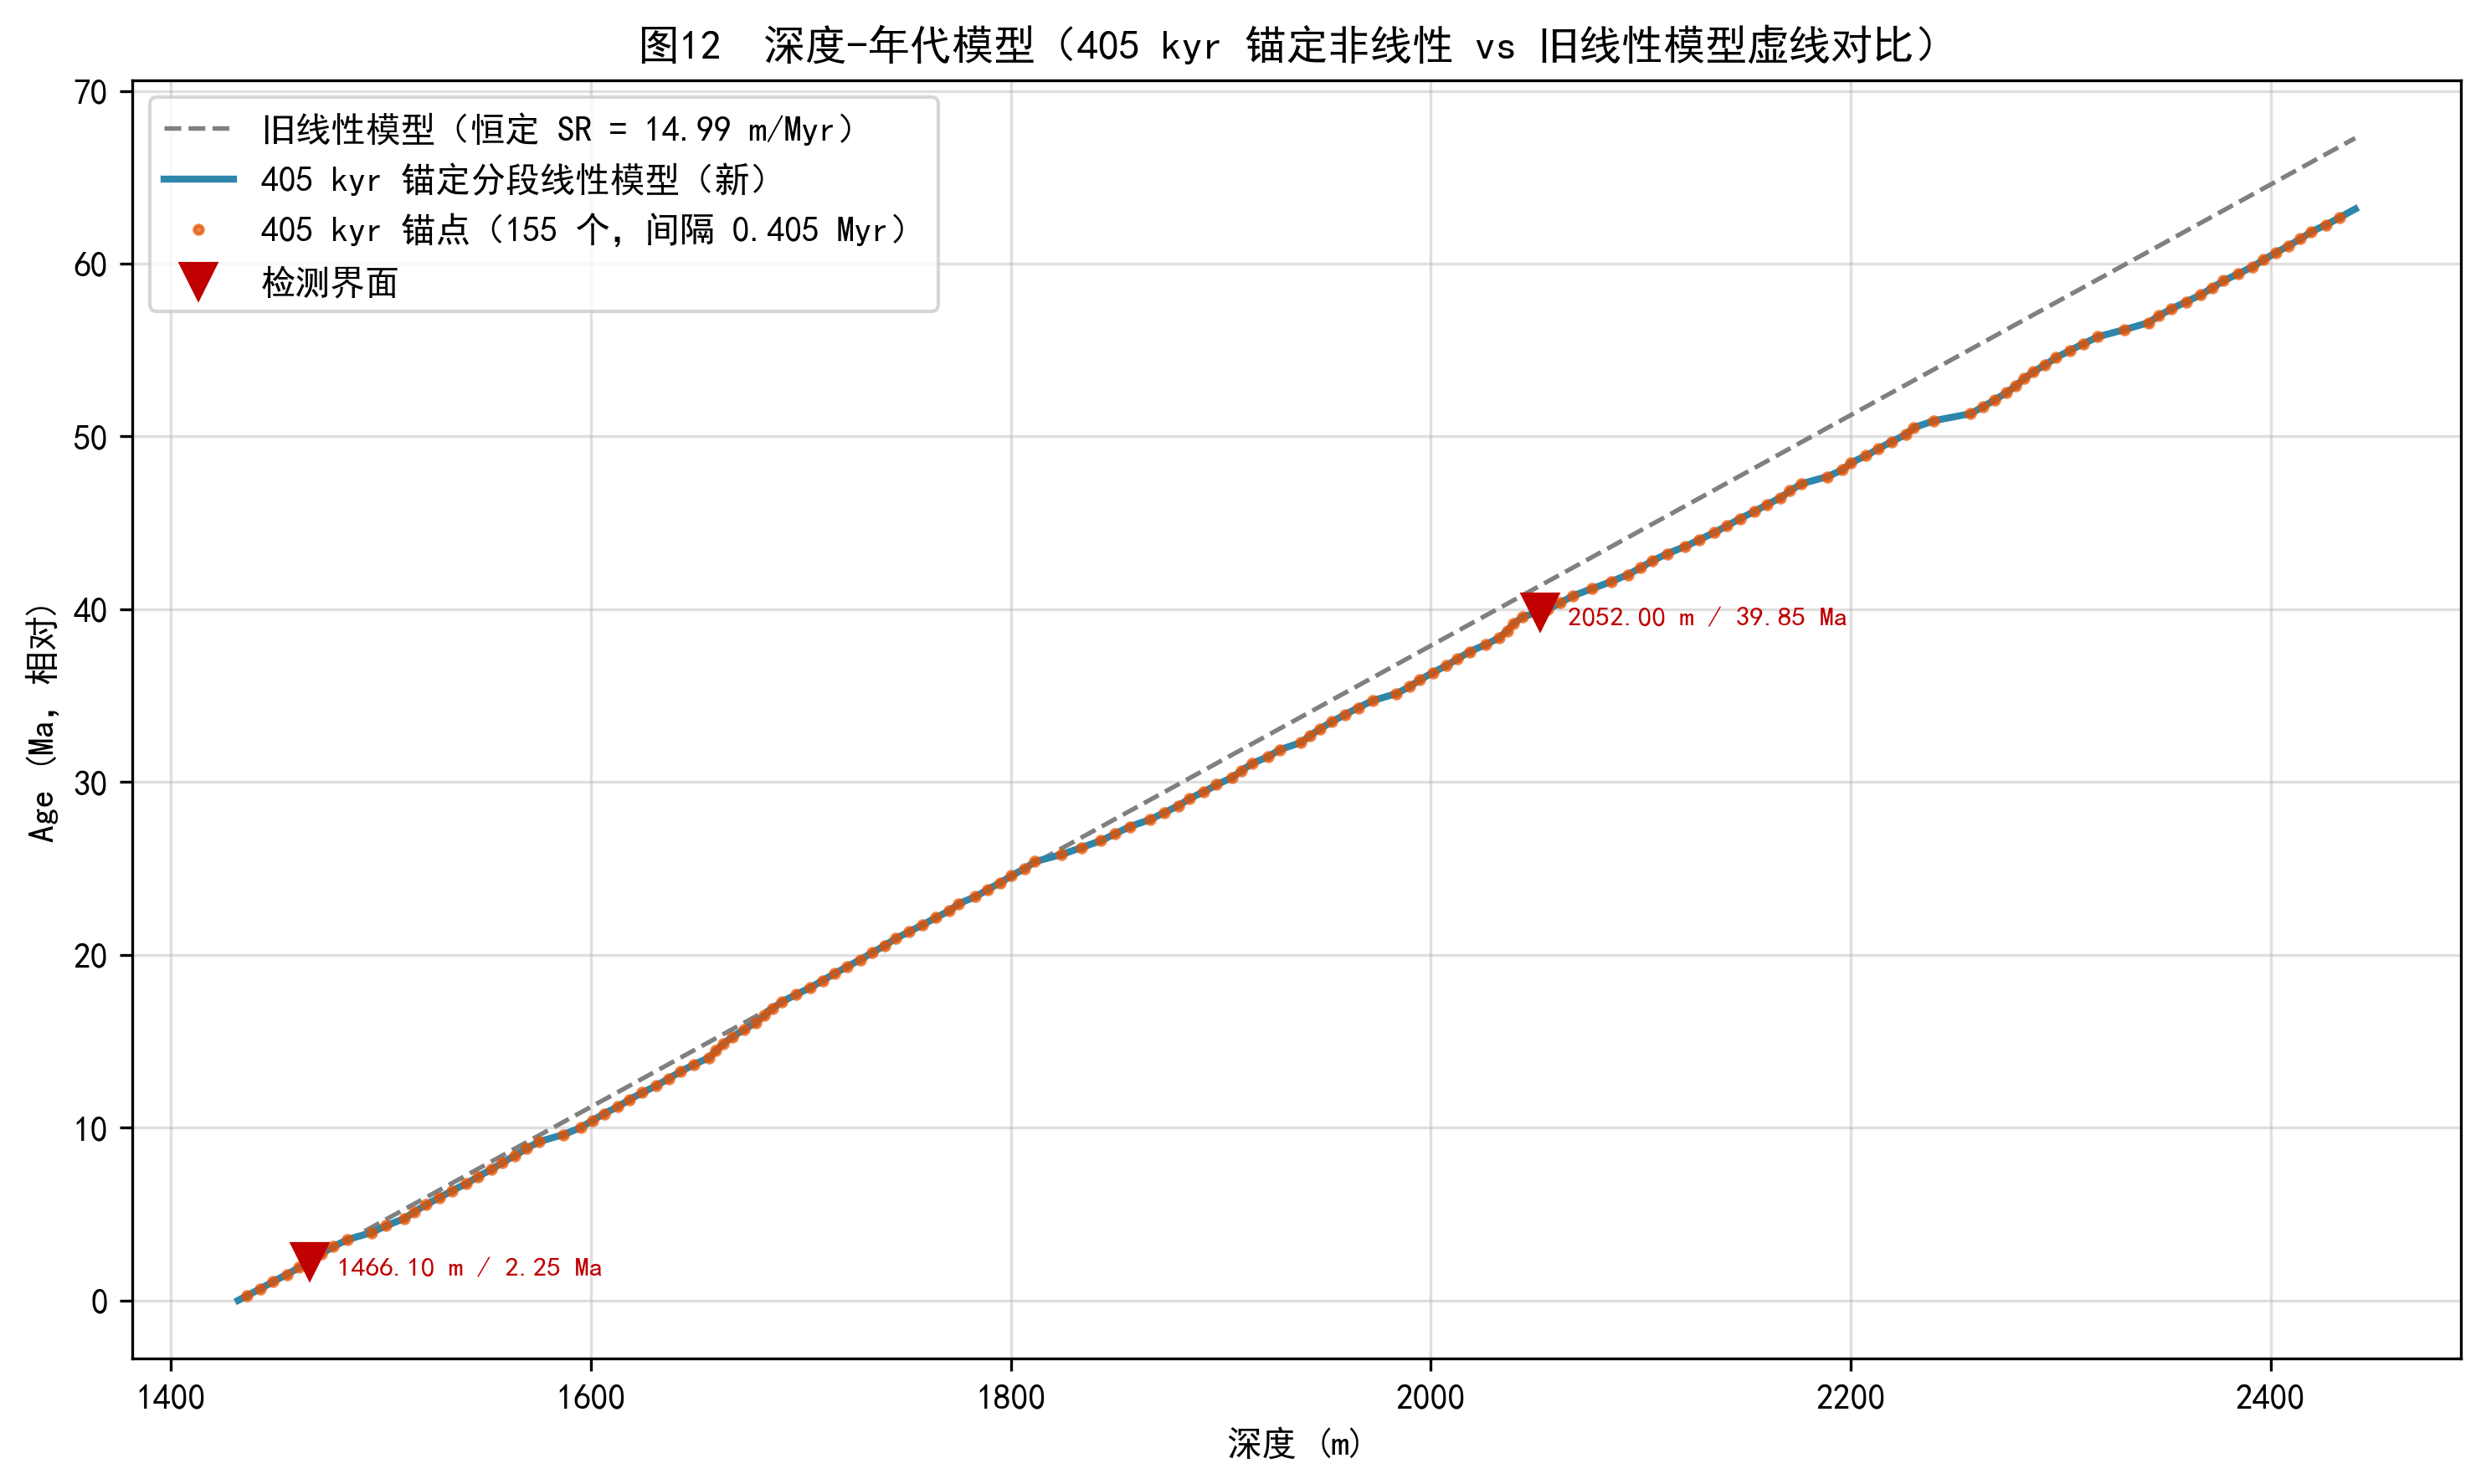 图12  深度-年代模型（405 kyr 锚定非线性 vs 旧线性模型虚线对比）
旧线性模型（恒定 SR = 14.99 m/Myr）
405 kyr 锚定分段线性模型（新）
405 kyr 锚点（155 个，间隔 0.405 Myr）
检测界面
Age (Ma, 相对)
70
60
50
40
30
20
10
0
2052.00 m / 39.85 Ma
1466.10 m / 2.25 Ma
1400 1600 1800 2000 2200 2400
深度 (m)